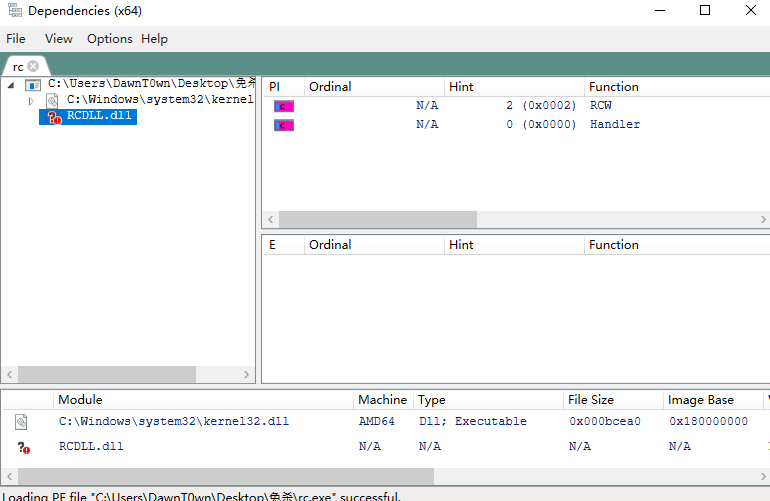 Dependencies (x64)
File View Options Help
rc
C:\Users\DawnT0wn\Desktop\免杀
C:\Windows\system32\kernel
RCDLL.dll
PI Ordinal Hint Function
N/A 2 (0x0002) RCW
N/A 0 (0x0000) Handler
E Ordinal Hint Function
Module Machine Type File Size Image Base
C:\Windows\system32\kernel32.dll AMD64 Dll; Executable 0x000bcea0 0x180000000
RCDLL.dll N/A N/A N/A N/A
Loading PE file "C:\Users\DawnT0wn\Desktop\免杀\rc.exe" successful.